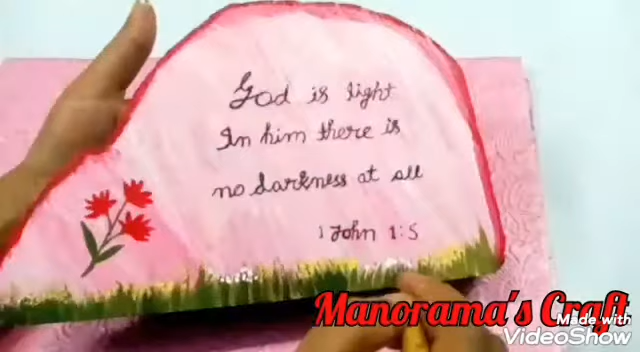 God is light
In him there is
no darkness at all
1 John 1:5
Manorama's Craft
Made with
VideoShow